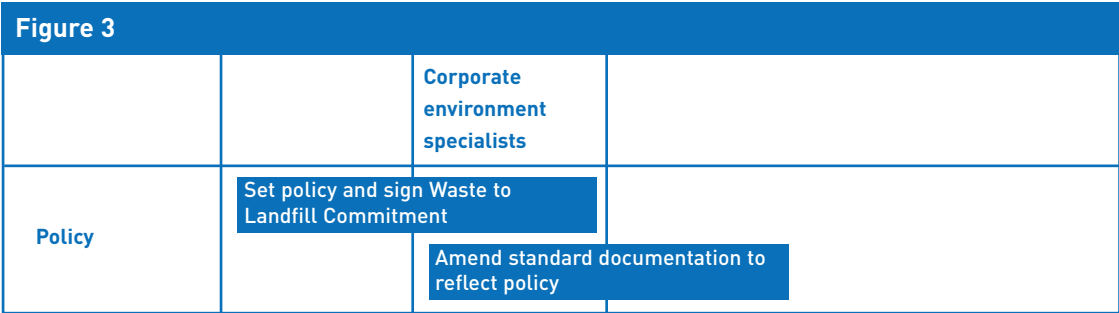 Figure 3
Corporate
environment
specialists
Policy
Set policy and sign Waste to
Landfill Commitment
Amend standard documentation to
reflect policy